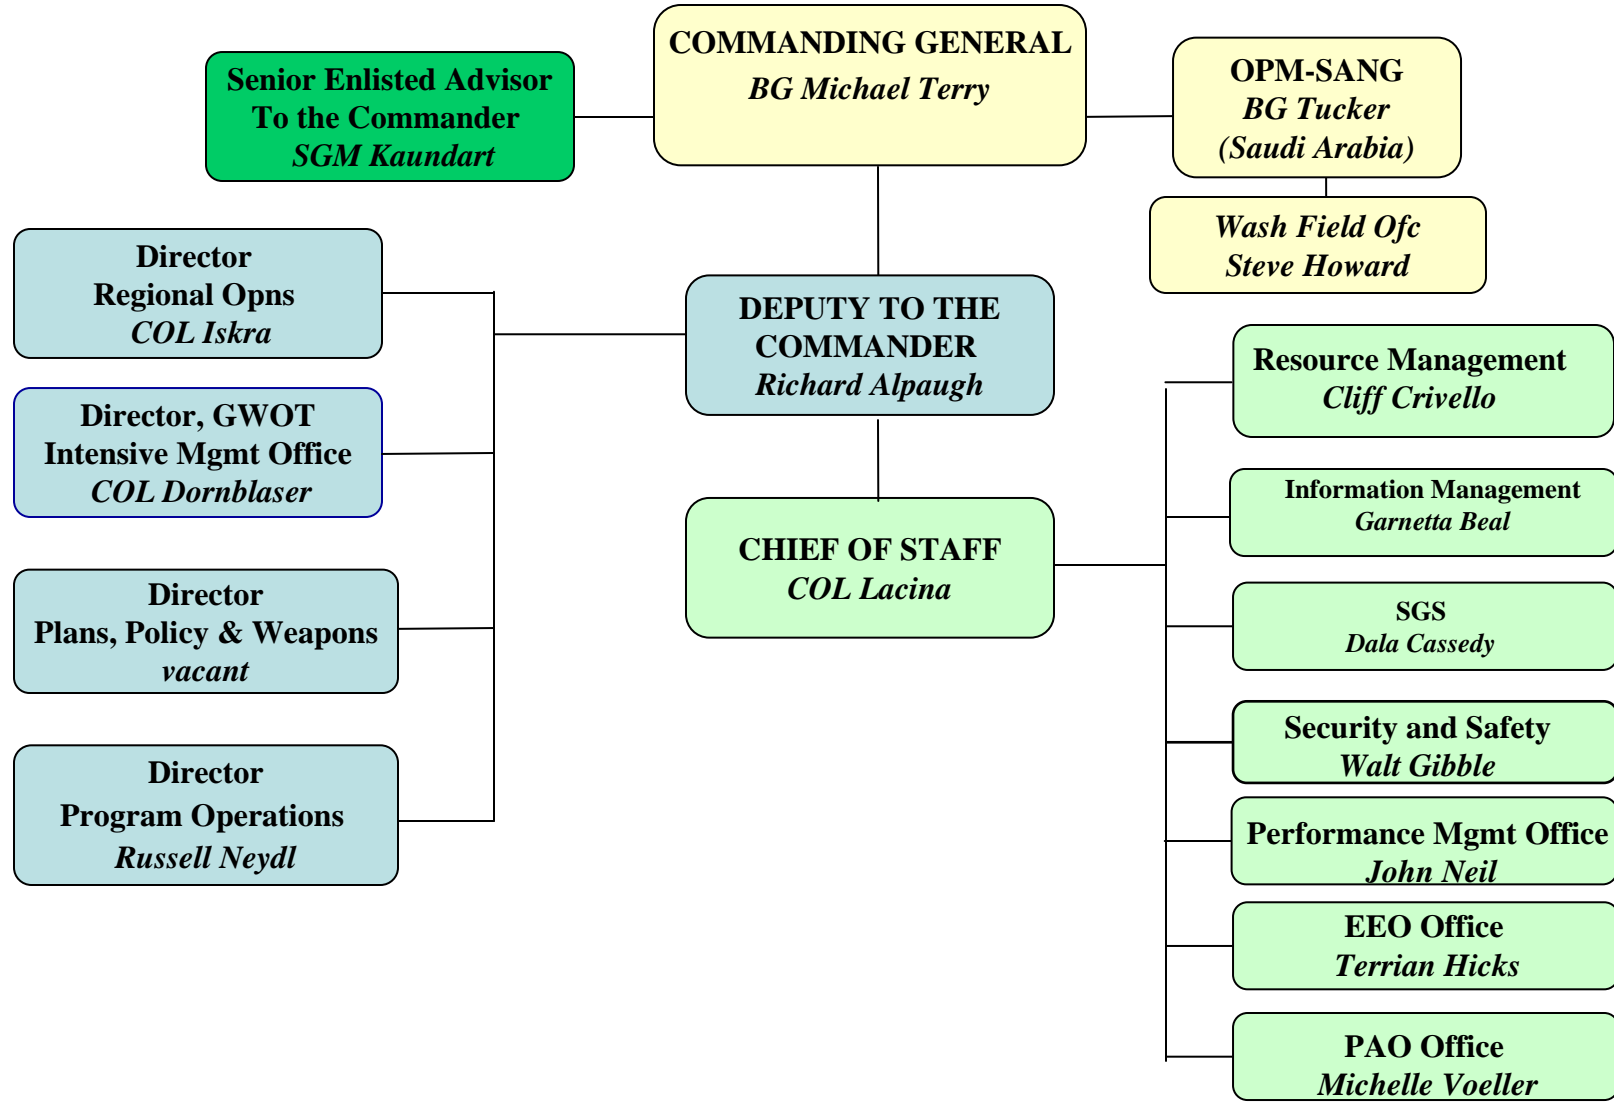 COMMANDING GENERAL
BG Michael Terry
Senior Enlisted Advisor
To the Commander
SGM Kaundart
OPM-SANG
BG Tucker
(Saudi Arabia)
Wash Field Ofc
Steve Howard
Director
Regional Opns
COL Iskra
Director, GWOT
Intensive Mgmt Office
COL Dornblaser
Director
Plans, Policy & Weapons
vacant
Director
Program Operations
Russell Neydl
DEPUTY TO THE
COMMANDER
Richard Alpaugh
CHIEF OF STAFF
COL Lacina
Resource Management
Cliff Crivello
Information Management
Garnetta Beal
SGS
Dala Cassedy
Security and Safety
Walt Gibble
Performance Mgmt Office
John Neil
EEO Office
Terrian Hicks
PAO Office
Michelle Voeller